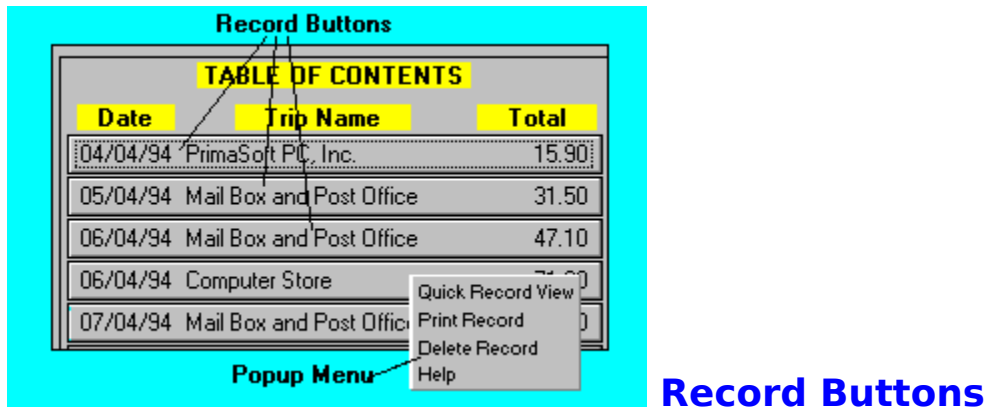 Record Buttons
TABLE OF CONTENTS
Date Trip Name Total
04/04/94 PrimaSoft PC, Inc. 15.90
05/04/94 Mail Box and Post Office 31.50
06/04/94 Mail Box and Post Office 47.10
06/04/94 Computer Store
Quick Record View
07/04/94 Mail Box and Post Offic
Print Record
Delete Record
Help
Popup Menu
Record Buttons